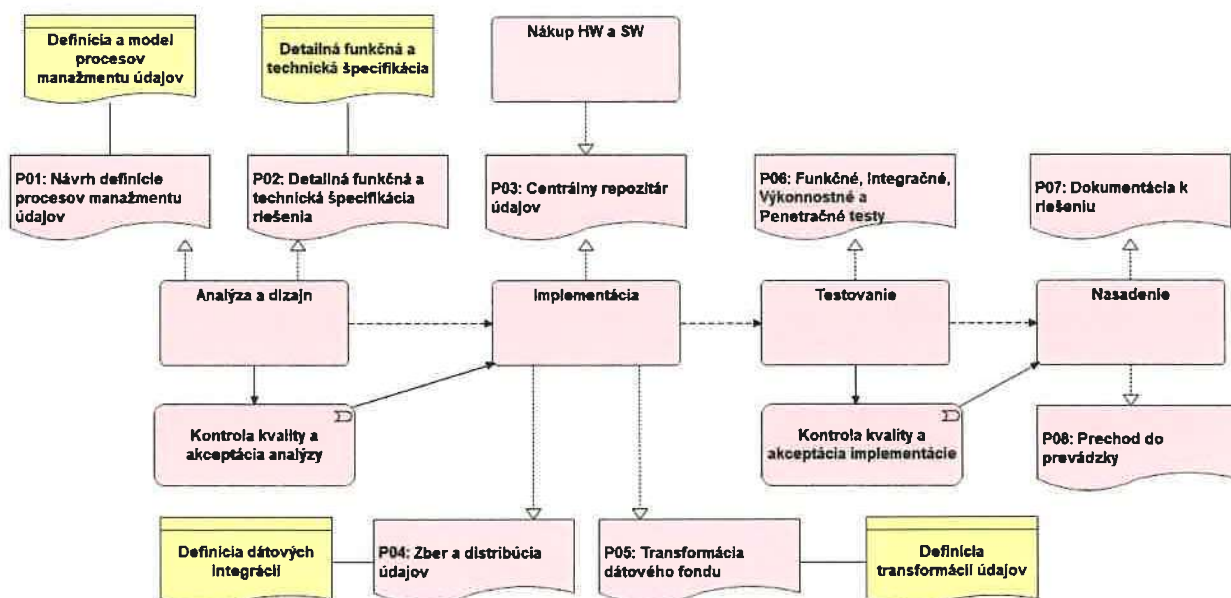 Definícia a model
procesov
manažmentu údajov
Detailná funkčná a
technická špecifikácia
Nákup HW a SW
P01: Návrh definície
procesov manažmentu
údajov
P02: Detailná funkčná a
technická špecifikácia
riešenia
P03: Centrálny repozitár
údajov
P06: Funkčné, Integračné,
Výkonnostné a
Penetračné testy
P07: Dokumentácia k
riešeniu
Analýza a dizajn
Implementácia
Testovanie
Nasadenie
Kontrola kvality a
akceptácia analýzy
Kontrola kvality a
akceptácia implementácie
P08: Prechod do
prevádzky
Definícia dátových
integrácií
P04: Zber a distribúcia
údajov
P05: Transformácia
dátového fondu
Definícia
transformácií údajov